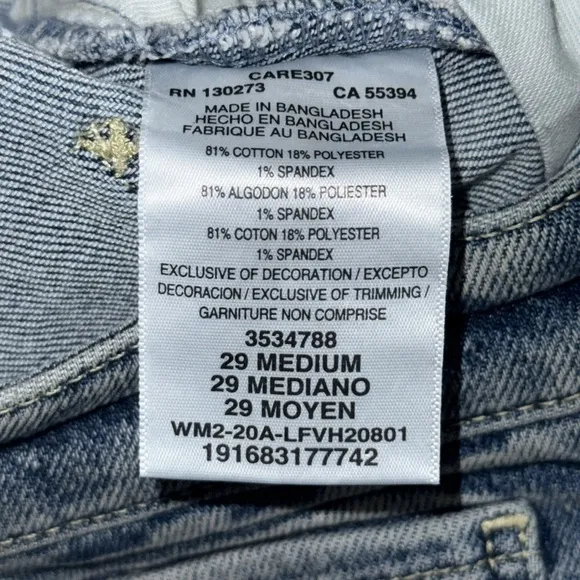 CARE307
RN 130273 CA 55394
MADE IN BANGLADESH
HECHO EN BANGLADESH
FABRIQUE AU BANGLADESH
81% COTTON 18% POLYESTER
1% SPANDEX
81% ALGODON 18% POLIESTER
1% SPANDEX
81% COTON 18% POLYESTER
1% SPANDEX
EXCLUSIVE OF DECORATION / EXCEPTO
DECORACION / EXCLUSIVE OF TRIMMING /
GARNITURE NON COMPRISE
3534788
29 MEDIUM
29 MEDIANO
29 MOYEN
WM2-20A-LFVH20801
191683177742